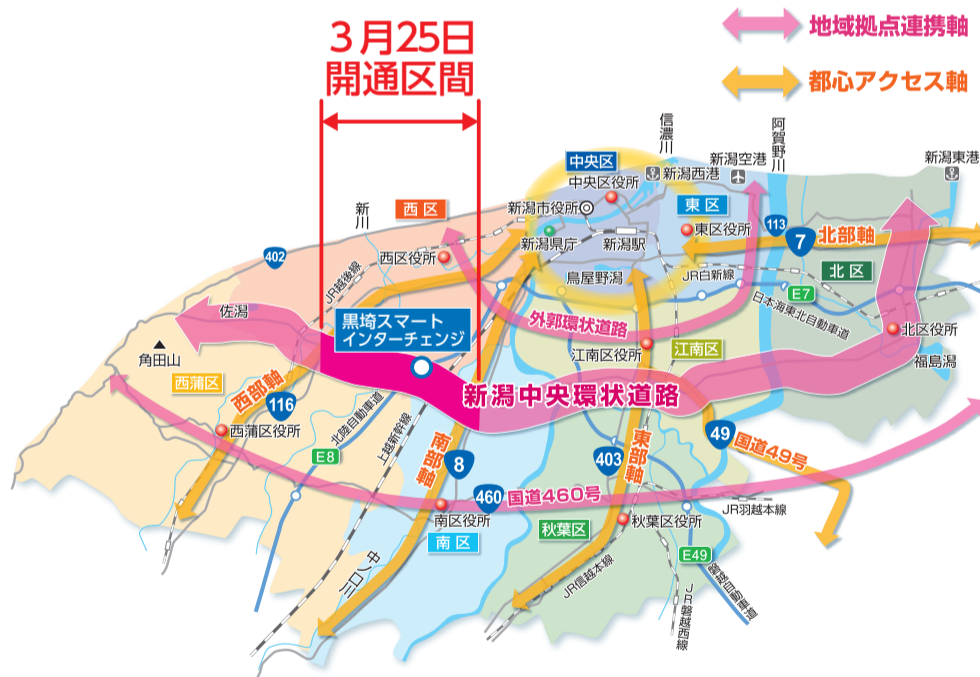 地域拠点連携軸
都心アクセス軸
3月25日
開通区間
信濃川
阿賀野川
中央区
中央区役所
新潟西港
新潟空港
新潟東港
新川
西区
新潟市役所
東区
東区役所
113
7
北部軸
402
西区役所
新潟県庁
新潟駅
JR越後線
鳥屋野潟
JR白新線
北区
E7
日本海東北自動車道
佐潟
黒埼スマート
インターチェンジ
外郭環状道路
北区役所
角田山
江南区役所
江南区
福島潟
西蒲区
西部軸
新潟中央環状道路
116
西蒲区役所
北陸自動車道
上越新幹線
E8
南部軸
8
403
東部軸
49
国道49号
460
国道460号
JR羽越本線
南区役所
南区
秋葉区
秋葉区役所
中ノ口川
JR信越本線
E49
磐越自動車道
JR磐越西線